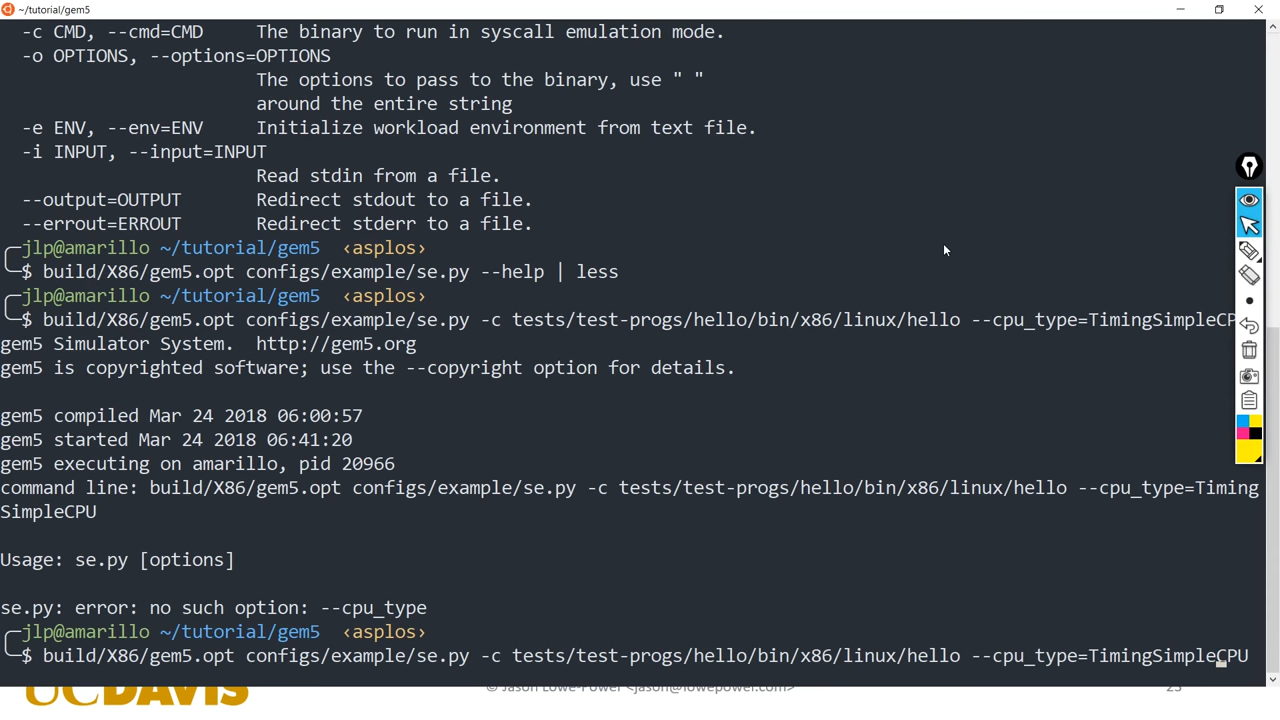 ~/tutorial/gem5
-c CMD, --cmd=CMD     The binary to run in syscall emulation mode.
-o OPTIONS, --options=OPTIONS
The options to pass to the binary, use " "
around the entire string
-e ENV, --env=ENV     Initialize workload environment from text file.
-i INPUT, --input=INPUT
Read stdin from a file.
--output=OUTPUT       Redirect stdout to a file.
--errout=ERROUT       Redirect stderr to a file.
jlp@amarillo ~/tutorial/gem5  ‹asplos›
$ build/X86/gem5.opt configs/example/se.py --help | less
jlp@amarillo ~/tutorial/gem5  ‹asplos›
$ build/X86/gem5.opt configs/example/se.py -c tests/test-progs/hello/bin/x86/linux/hello --cpu_type=TimingSimpleCP
gem5 Simulator System.  http://gem5.org
gem5 is copyrighted software; use the --copyright option for details.
gem5 compiled Mar 24 2018 06:00:57
gem5 started Mar 24 2018 06:41:20
gem5 executing on amarillo, pid 20966
command line: build/X86/gem5.opt configs/example/se.py -c tests/test-progs/hello/bin/x86/linux/hello --cpu_type=Timing
SimpleCPU
Usage: se.py [options]
se.py: error: no such option: --cpu_type
jlp@amarillo ~/tutorial/gem5  ‹asplos›
$ build/X86/gem5.opt configs/example/se.py -c tests/test-progs/hello/bin/x86/linux/hello --cpu_type=TimingSimpleCPU
UCDAVIS © Jason Lowe-Power <jason@lowepower.com> 23